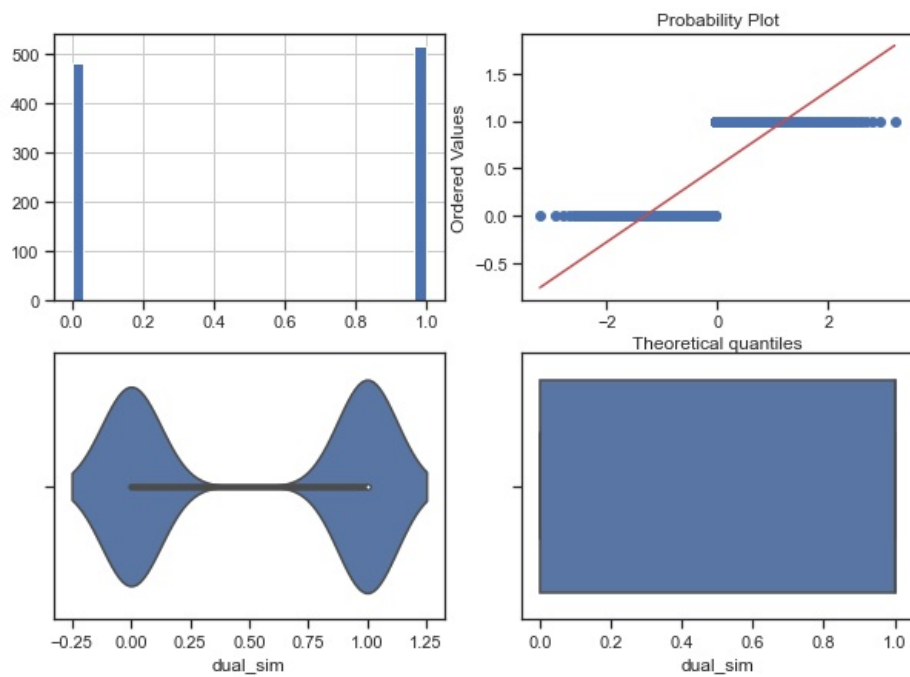 Probability Plot
500
400
300
200
100
0
0.0 0.2 0.4 0.6 0.8 1.0
Ordered Values
1.5
1.0
0.5
0.0
−0.5
−2 0 2
Theoretical quantiles
−0.25 0.00 0.25 0.50 0.75 1.00 1.25
dual_sim
0.0 0.2 0.4 0.6 0.8 1.0
dual_sim